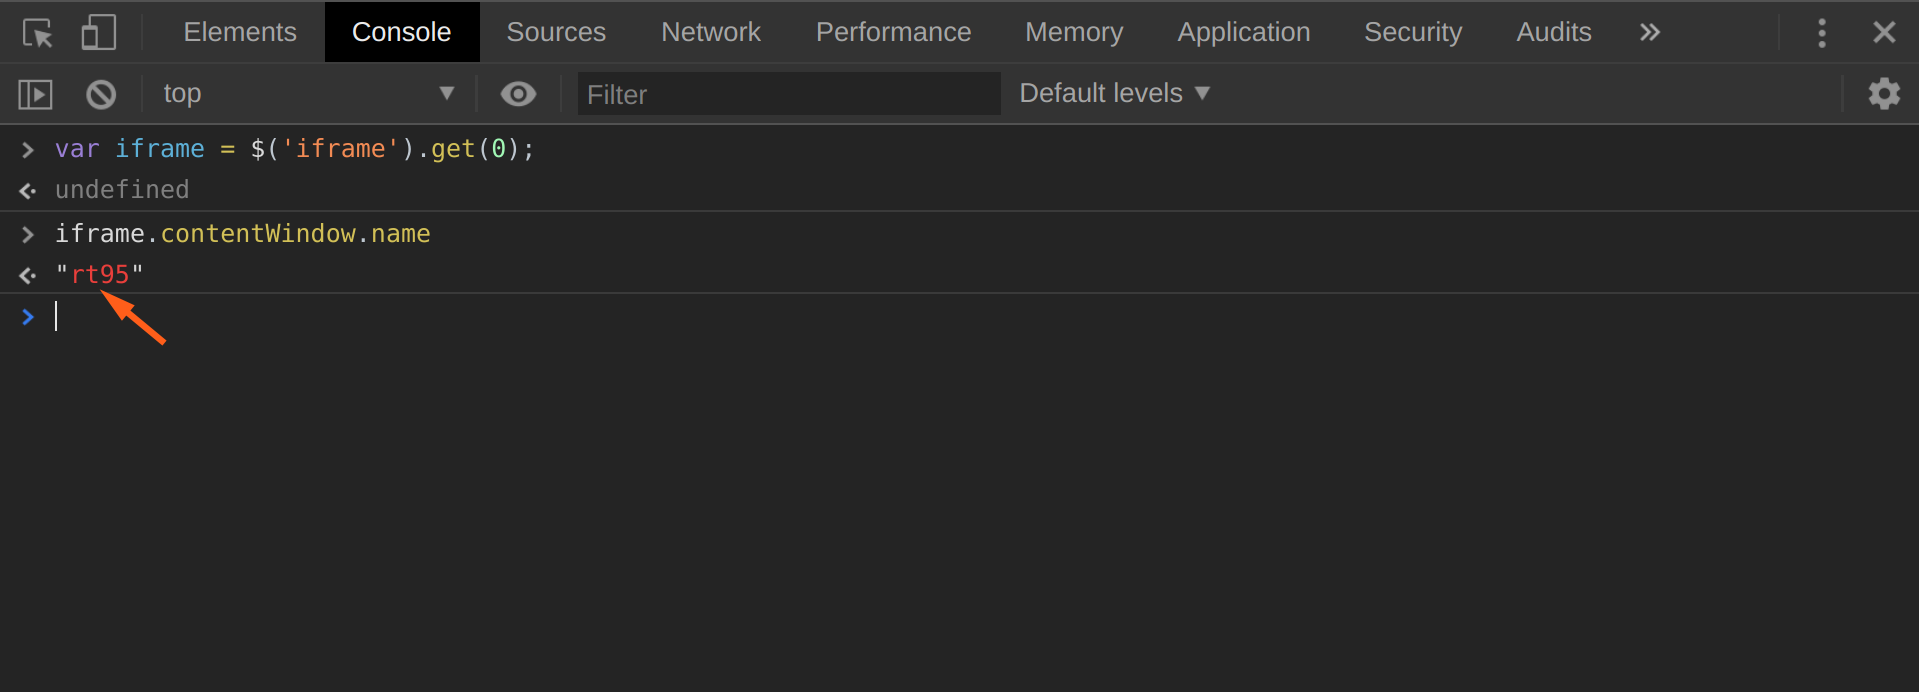 Elements Console Sources Network Performance Memory Application Security Audits
top Filter Default levels
var iframe = $('iframe').get(0);
undefined
iframe.contentWindow.name
"rt95"